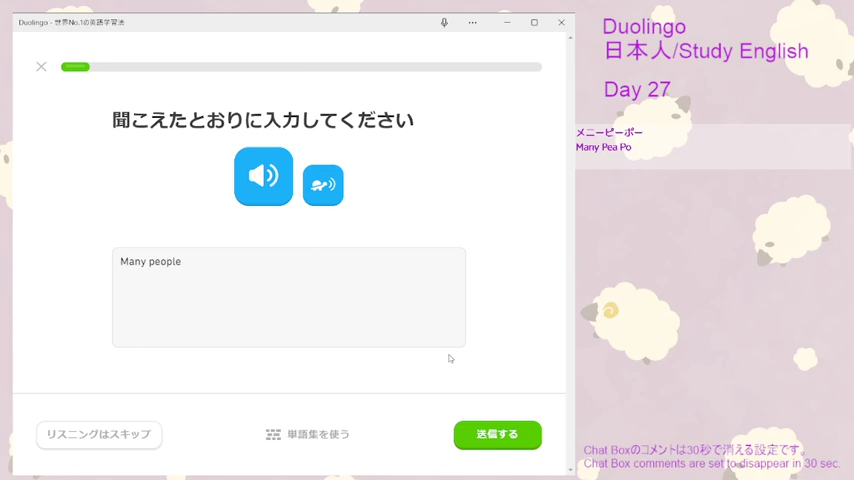 Duolingo - 世界No.1の英語学習法
聞こえたとおりに入力してください
Many people
リスニングはスキップ
単語集を使う
送信する
Duolingo
日本人/Study English
Day 27
メニーピーポー
Many Pea Po
Chat Boxのコメントは30秒で消える設定です。
Chat Box comments are set to disappear in 30 sec.